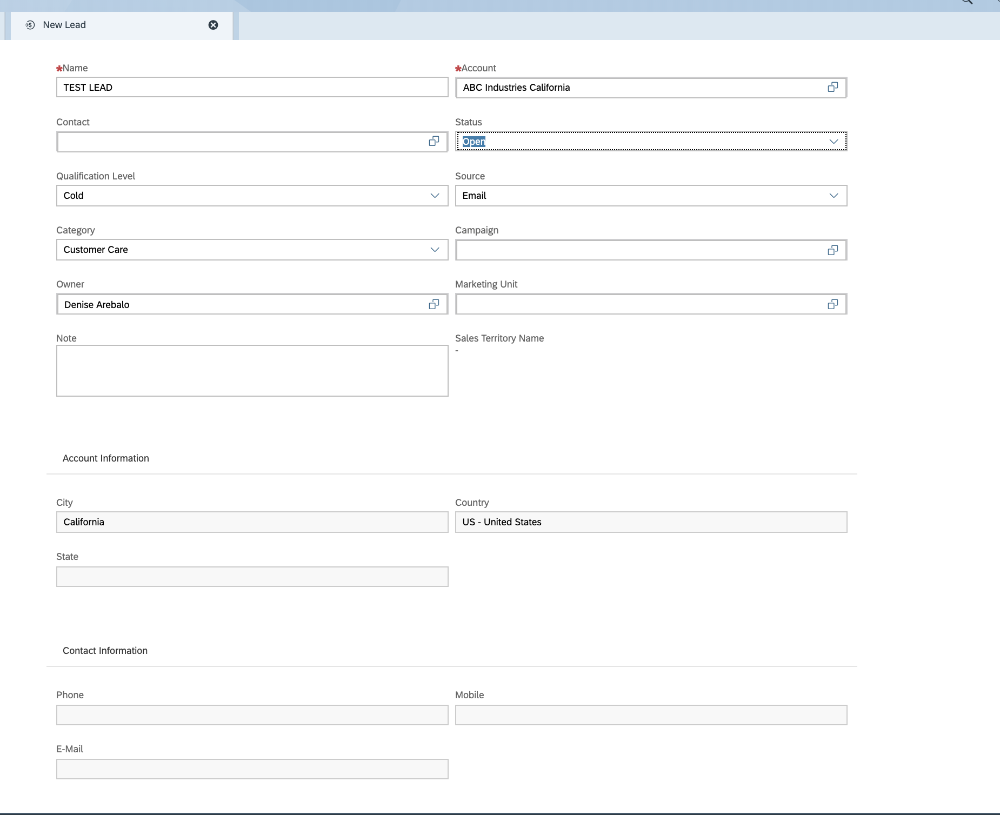 New Lead
*Name
TEST LEAD
*Account
ABC Industries California
Contact
Status
Open
Qualification Level
Cold
Source
Email
Category
Customer Care
Campaign
Owner
Denise Arebalo
Marketing Unit
Note
Sales Territory Name
-
Account Information
City
California
Country
US - United States
State
Contact Information
Phone
Mobile
E-Mail